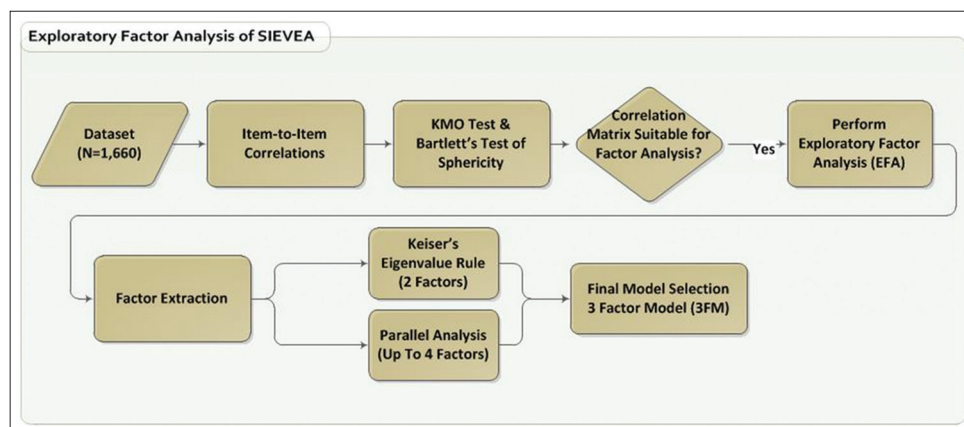 Exploratory Factor Analysis of SIEVEA
Dataset
(N=1,660)
Item-to-Item
Correlations
KMO Test &
Bartlett's Test of
Sphericity
Correlation
Matrix Suitable for
Factor Analysis?
Yes
Perform
Exploratory Factor
Analysis (EFA)
Factor Extraction
Keiser's
Eigenvalue Rule
(2 Factors)
Parallel Analysis
(Up To 4 Factors)
Final Model Selection
3 Factor Model (3FM)